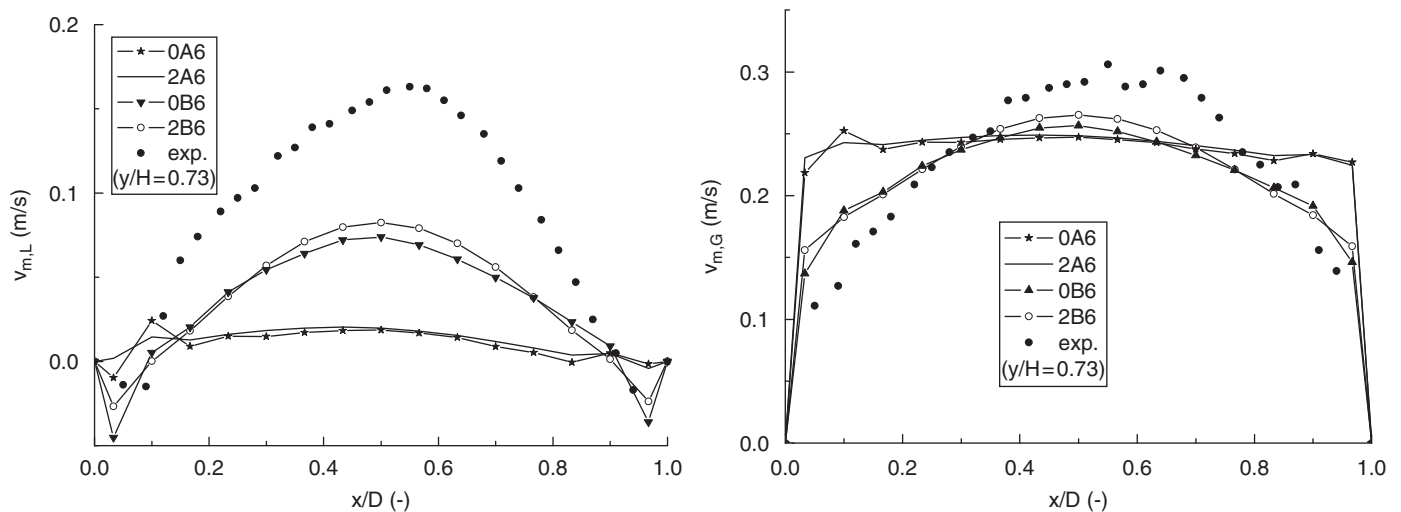 0.2
0A6
2A6
0B6
2B6
exp.
(y/H=0.73)
0.1
0.0
v_m,L (m/s)
0.0 0.2 0.4 0.6 0.8 1.0
x/D (-)
0.3
0.2
0.1
0.0
v_m,G (m/s)
0A6
2A6
0B6
2B6
exp.
(y/H=0.73)
0.0 0.2 0.4 0.6 0.8 1.0
x/D (-)